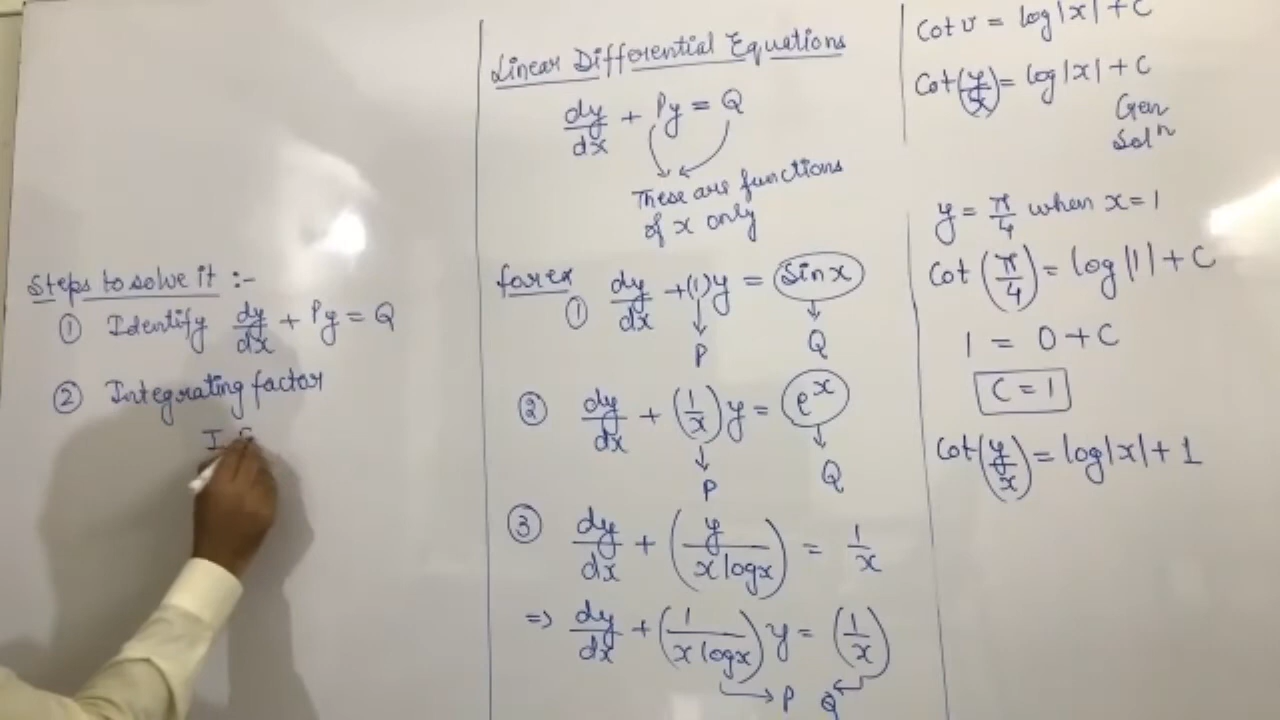 Steps to solve it :-
① Identify dy/dx + Py = Q
② Integrating factor
I.
Linear Differential Equations
dy/dx + Py = Q
These are functions
of x only
for ex
① dy/dx + (1)y = Sinx
P Q
② dy/dx + (1/x)y = e^x
P Q
③ dy/dx + (y/(x logx)) = 1/x
=> dy/dx + (1/(x logx)) y = (1/x)
P Q
Cot v = log|x| + C
Cot(y/x) = log|x| + C
Gen
Solⁿ
y = π/4 when x = 1
Cot(π/4) = log|1| + C
1 = 0 + C
C = 1
Cot(y/x) = log|x| + 1